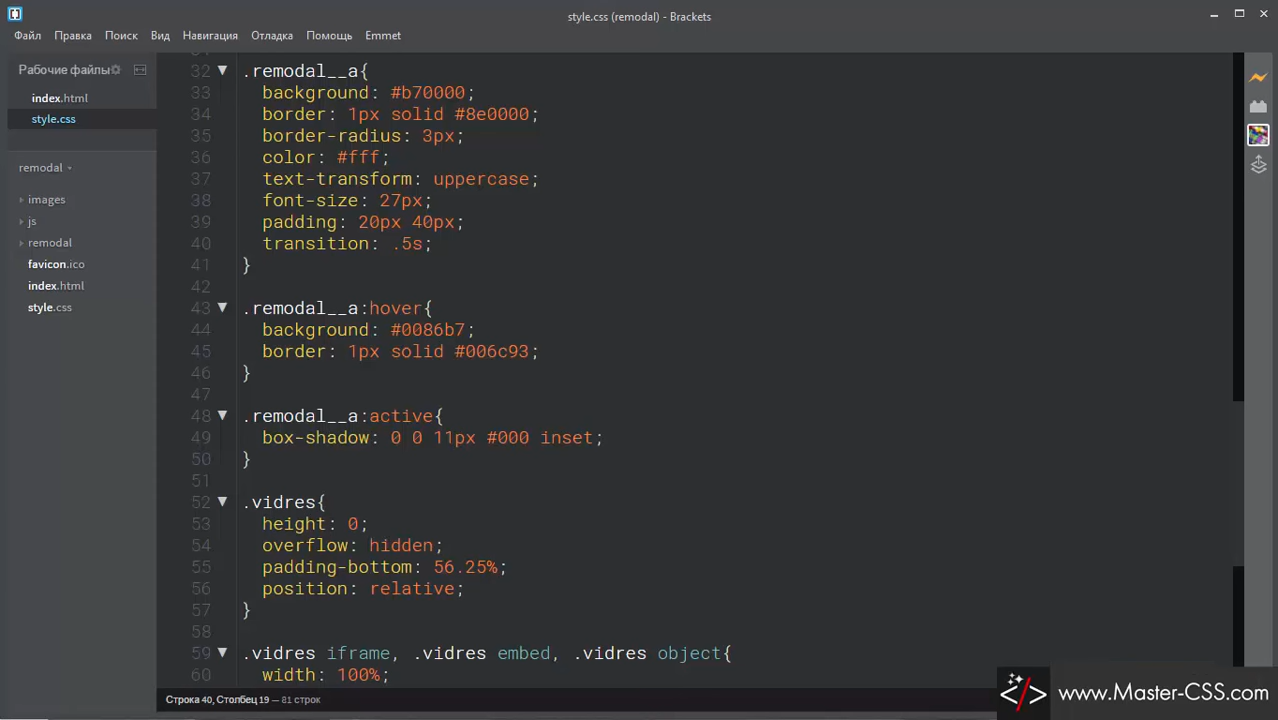 style.css (remodal) - Brackets
Файл Правка Поиск Вид Навигация Отладка Помощь Emmet
Рабочие файлы
index.html
style.css
remodal
images
js
remodal
favicon.ico
index.html
style.css
32 .remodal__a{
33 background: #b70000;
34 border: 1px solid #8e0000;
35 border-radius: 3px;
36 color: #fff;
37 text-transform: uppercase;
38 font-size: 27px;
39 padding: 20px 40px;
40 transition: .5s;
41 }
42
43 .remodal__a:hover{
44 background: #0086b7;
45 border: 1px solid #006c93;
46 }
47
48 .remodal__a:active{
49 box-shadow: 0 0 11px #000 inset;
50 }
51
52 .vidres{
53 height: 0;
54 overflow: hidden;
55 padding-bottom: 56.25%;
56 position: relative;
57 }
58
59 .vidres iframe, .vidres embed, .vidres object{
60 width: 100%;
Строка 40, Столбец 19 — 81 строк
</> www.Master-CSS.com